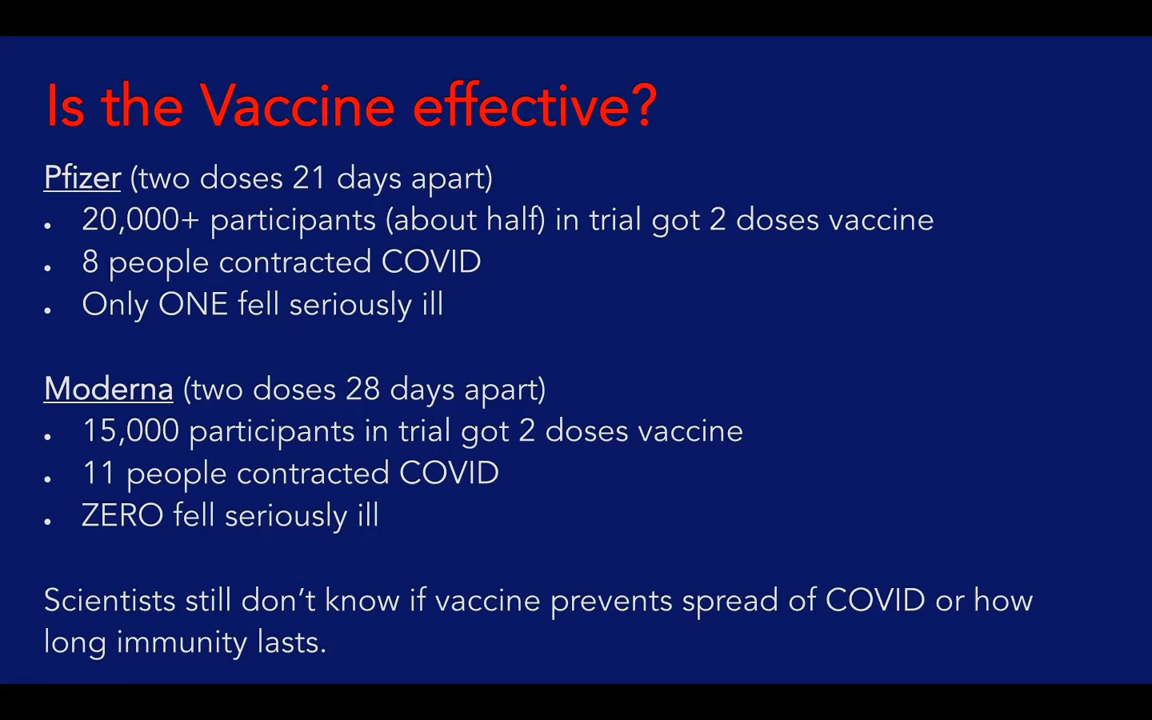 Is the Vaccine effective?
Pfizer (two doses 21 days apart)
• 20,000+ participants (about half) in trial got 2 doses vaccine
• 8 people contracted COVID
• Only ONE fell seriously ill
Moderna (two doses 28 days apart)
• 15,000 participants in trial got 2 doses vaccine
• 11 people contracted COVID
• ZERO fell seriously ill
Scientists still don’t know if vaccine prevents spread of COVID or how
long immunity lasts.